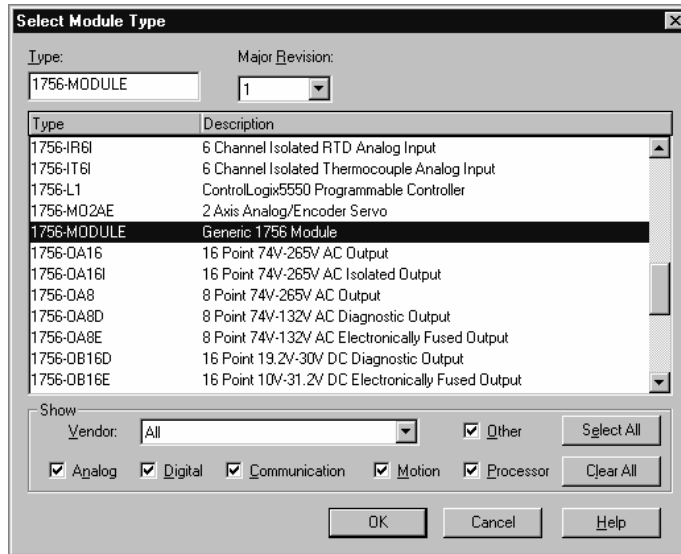 Select Module Type
Type: Major Revision:
1756-MODULE 1
Type Description
1756-IR6I 6 Channel Isolated RTD Analog Input
1756-IT6I 6 Channel Isolated Thermocouple Analog Input
1756-L1 ControlLogix5550 Programmable Controller
1756-M02AE 2 Axis Analog/Encoder Servo
1756-MODULE Generic 1756 Module
1756-OA16 16 Point 74V-265V AC Output
1756-OA16I 16 Point 74V-265V AC Isolated Output
1756-OA8 8 Point 74V-265V AC Output
1756-OA8D 8 Point 74V-132V AC Diagnostic Output
1756-OA8E 8 Point 74V-132V AC Electronically Fused Output
1756-OB16D 16 Point 19.2V-30V DC Diagnostic Output
1756-OB16E 16 Point 10V-31.2V DC Electronically Fused Output
Show
Vendor: All Other Select All
Analog Digital Communication Motion Processor Clear All
OK Cancel Help